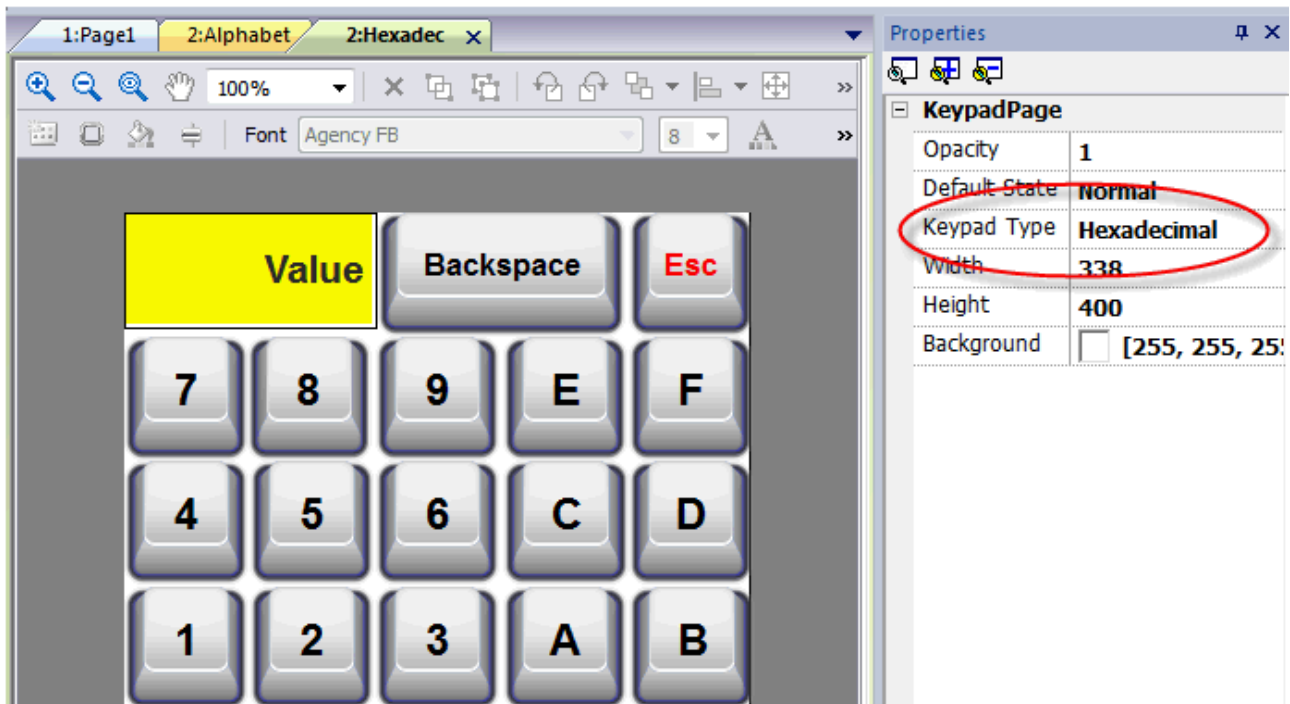 1:Page1 2:Alphabet 2:Hexadec
100%
Font Agency FB 8 A
Value Backspace Esc
7 8 9 E F
4 5 6 C D
1 2 3 A B
Properties
KeypadPage
Opacity 1
Default State Normal
Keypad Type Hexadecimal
Width 338
Height 400
Background [255, 255, 25